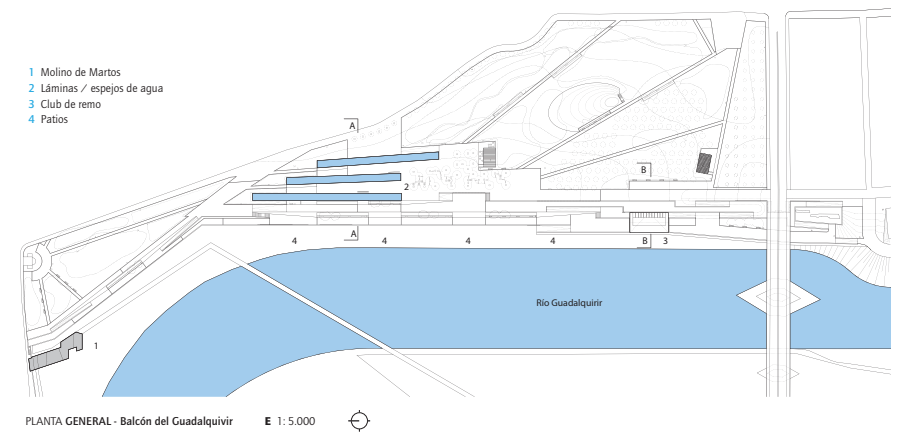 1 Molino de Martos
2 Láminas / espejos de agua
3 Club de remo
4 Patios
A
B
2
A
4
4
4
4
B
3
Río Guadalquirir
1
PLANTA GENERAL - Balcón del Guadalquivir E 1: 5.000